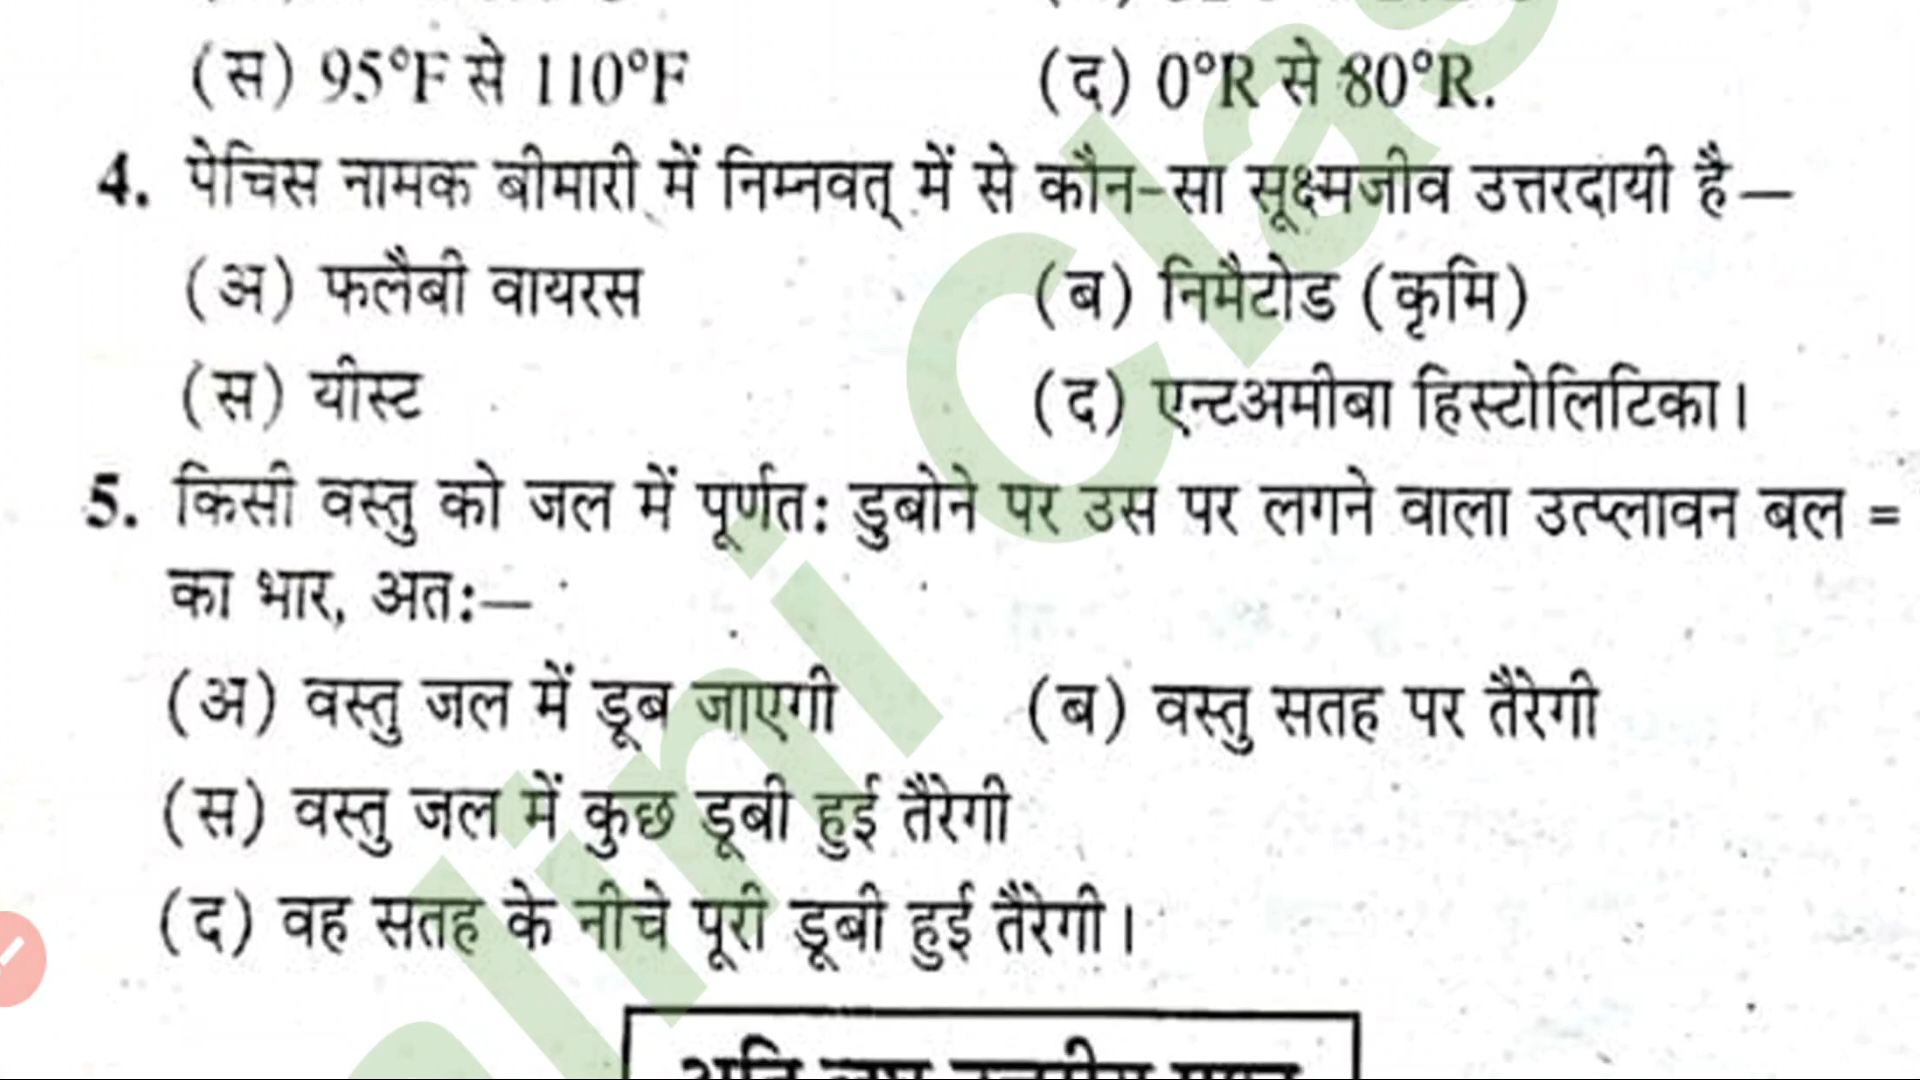 (स) 95°F से 110°F (द) 0°R से 80°R.
4. पेचिस नामक बीमारी में निम्नवत् में से कौन-सा सूक्ष्मजीव उत्तरदायी है—
(अ) फलैबी वायरस (ब) निमैटोड (कृमि)
(स) यीस्ट (द) एन्टअमीबा हिस्टोलिटिका।
5. किसी वस्तु को जल में पूर्णत: डुबोने पर उस पर लगने वाला उत्प्लावन बल =
का भार, अत:—
(अ) वस्तु जल में डूब जाएगी (ब) वस्तु सतह पर तैरेगी
(स) वस्तु जल में कुछ डूबी हुई तैरेगी
(द) वह सतह के नीचे पूरी डूबी हुई तैरेगी।